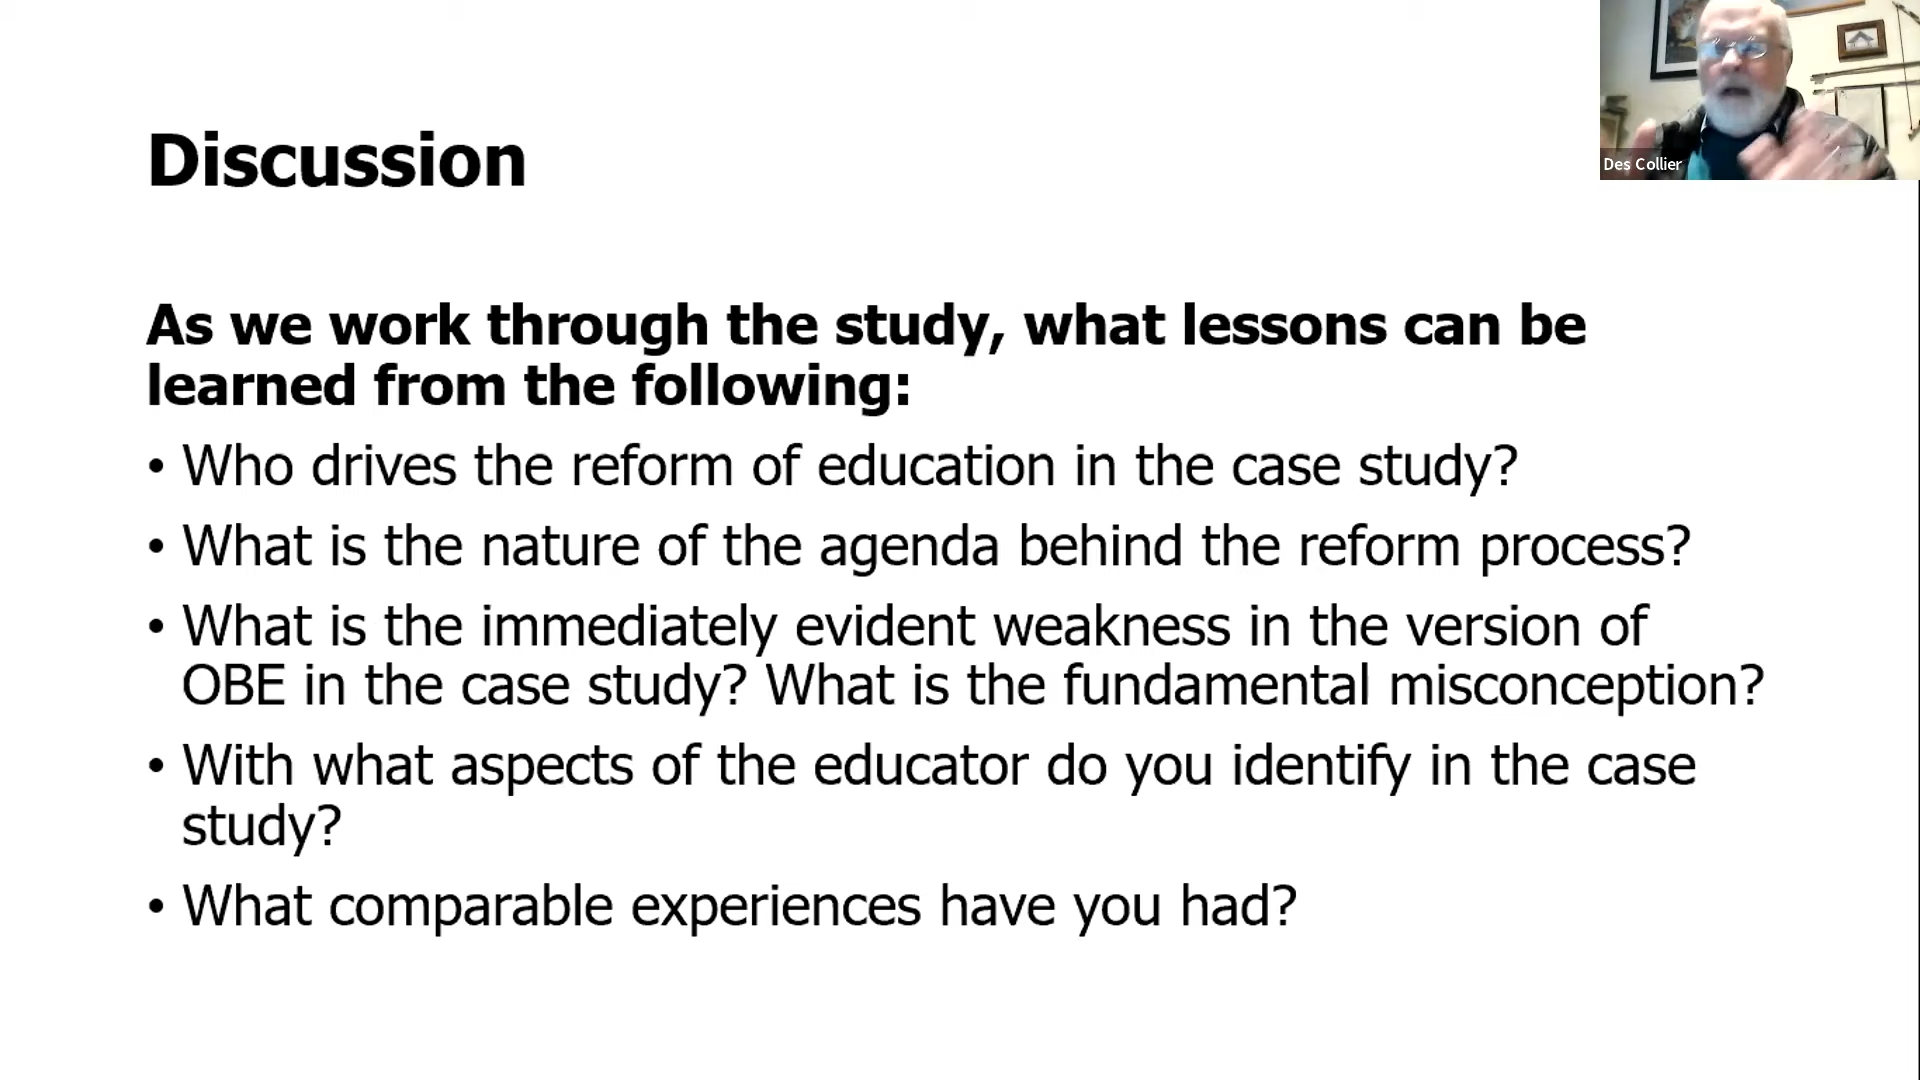 Des Collier
Discussion
As we work through the study, what lessons can be
learned from the following:
• Who drives the reform of education in the case study?
• What is the nature of the agenda behind the reform process?
• What is the immediately evident weakness in the version of
OBE in the case study? What is the fundamental misconception?
• With what aspects of the educator do you identify in the case
study?
• What comparable experiences have you had?